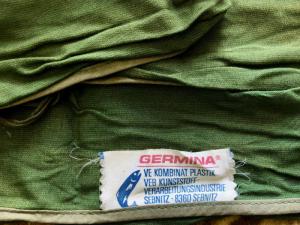 GERMINA®
VE KOMBINAT PLASTIK
VEB KUNSTSTOFF-
VERARBEITUNGSINDUSTRIE
SEBNITZ - 8360 SEBNITZ